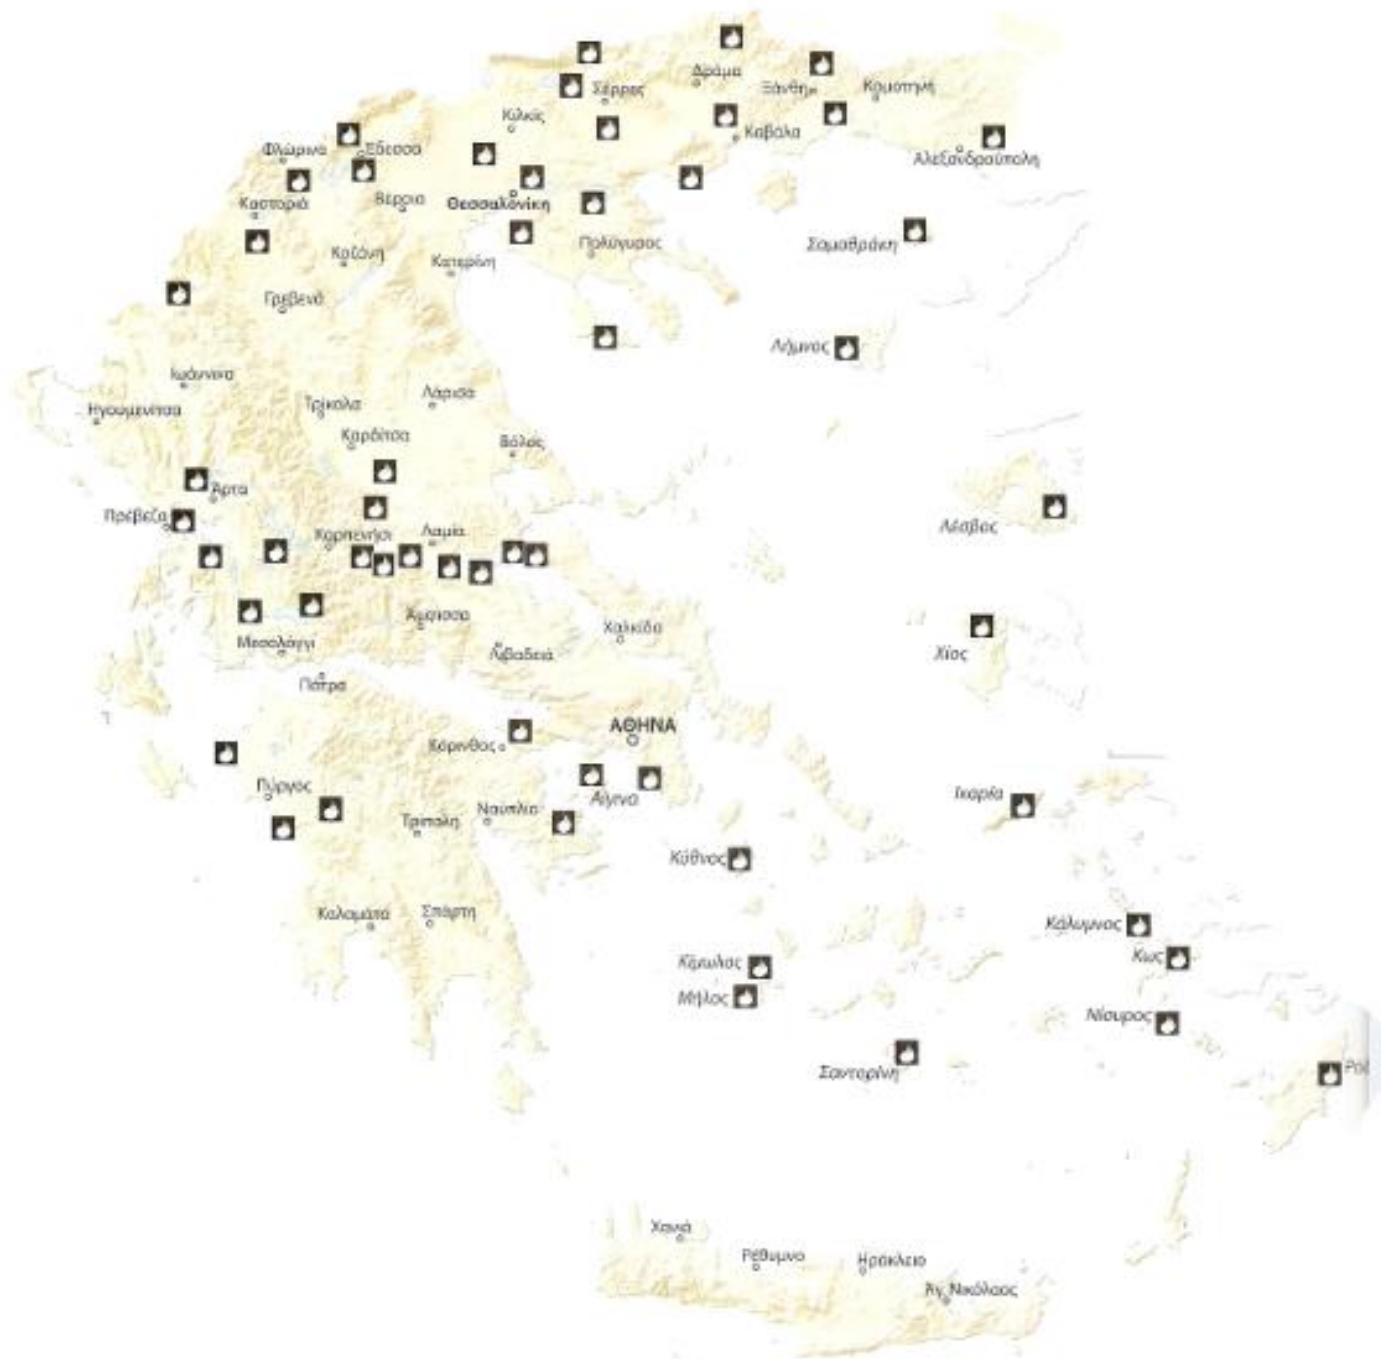 Δράμα
Σέρρες
Ξάνθη
Κομοτηνή
Κιλκίς
Καβάλα
Φλώρινα
Έδεσσα
Αλεξανδρούπολη
Καστοριά
Βέροια
Θεσσαλονίκη
Σαμοθράκη
Πολύγυρος
Κοζάνη
Κατερίνη
Γρεβενά
Λήμνος
Ιωάννινα
Λάρισα
Τρίκαλα
Ηγουμενίτσα
Καρδίτσα
Βόλος
Άρτα
Πρέβεζα
Λέσβος
Καρπενήσι
Λαμία
Άμφισσα
Χαλκίδα
Μεσολόγγι
Λιβαδειά
Χίος
Πάτρα
ΑΘΗΝΑ
Κόρινθος
Πύργος
Αίγινα
Ικαρία
Ναύπλιο
Τρίπολη
Κύθνος
Καλαμάτα
Σπάρτη
Κάλυμνος
Κως
Κίμωλος
Μήλος
Νίσυρος
Σαντορίνη
Χανιά
Ρέθυμνο
Ηράκλειο
Άγ. Νικόλαος